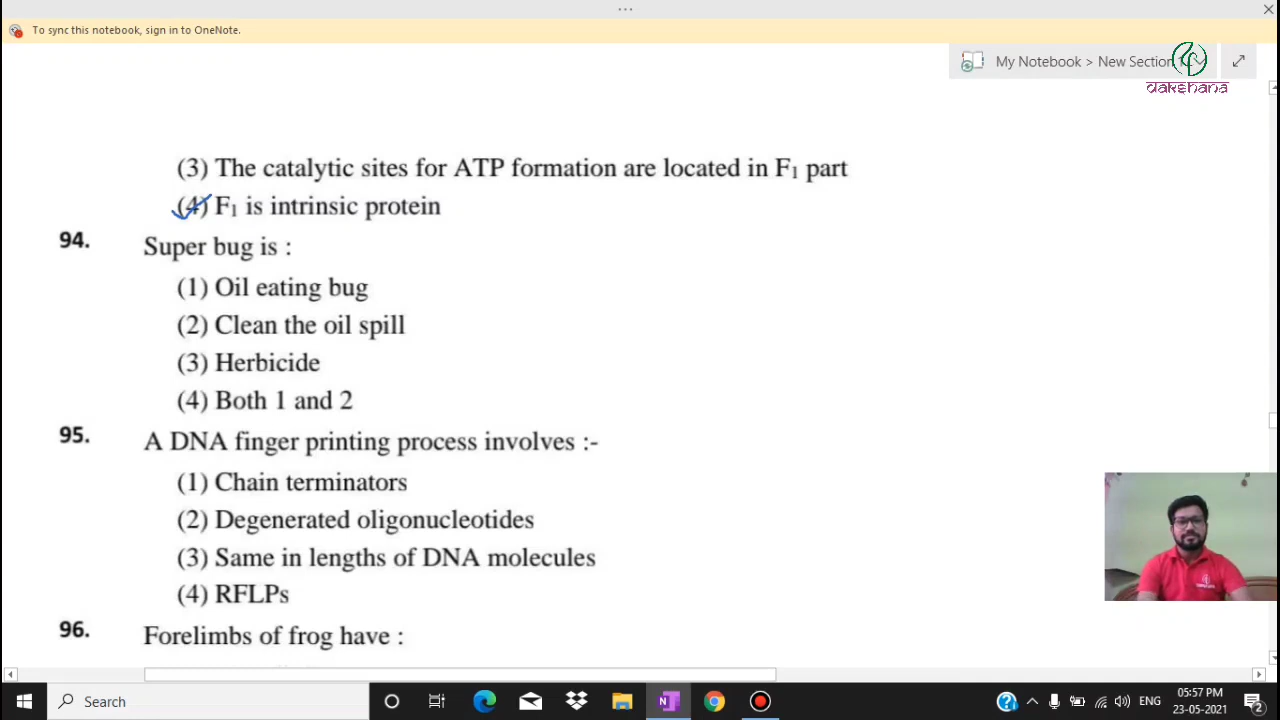 To sync this notebook, sign in to OneNote.
My Notebook > New Section 1
dakshana
(3) The catalytic sites for ATP formation are located in F₁ part
(4) F₁ is intrinsic protein
94. Super bug is :
(1) Oil eating bug
(2) Clean the oil spill
(3) Herbicide
(4) Both 1 and 2
95. A DNA finger printing process involves :-
(1) Chain terminators
(2) Degenerated oligonucleotides
(3) Same in lengths of DNA molecules
(4) RFLPs
96. Forelimbs of frog have :
Search
ENG
05:57 PM
23-05-2021
2